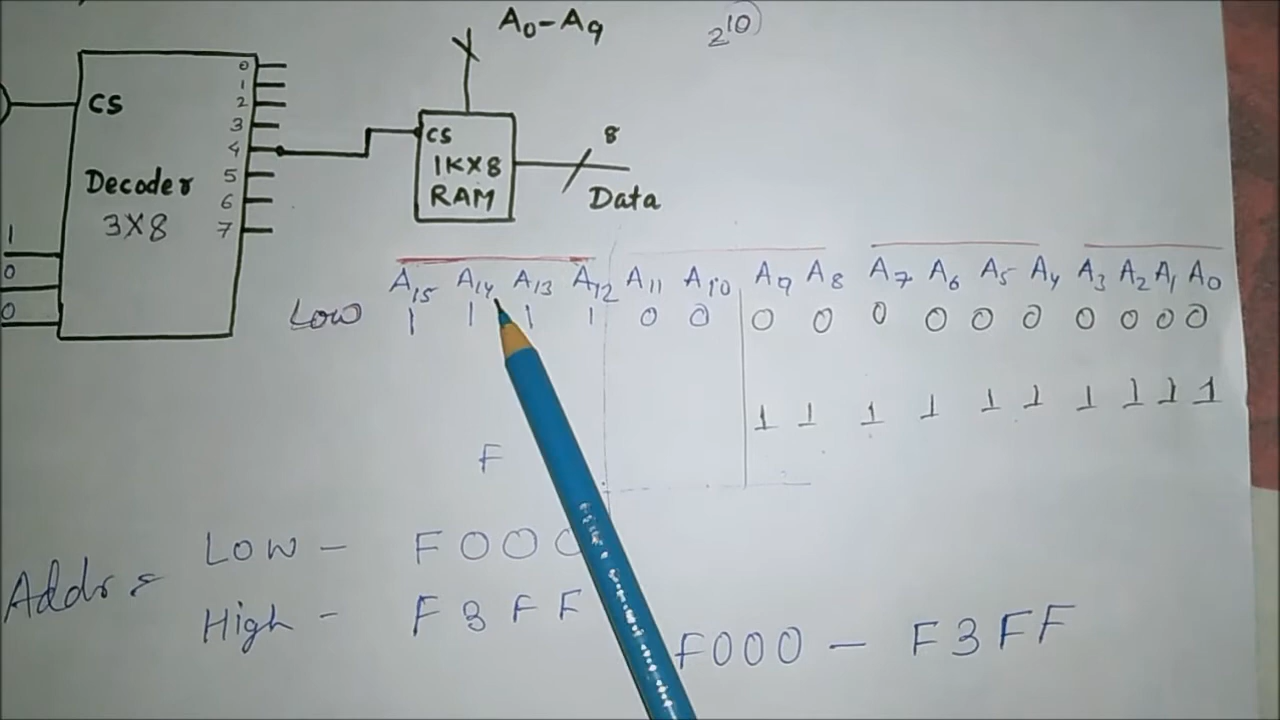 A0-A9
2^10
CS
0
1
2
3
4
5
6
7
Decoder
3X8
1
0
0
CS
1KX8
RAM
8
Data
A15 A14 A13 A12 A11 A10 A9 A8 A7 A6 A5 A4 A3 A2 A1 A0
Low 1 1 1 1 0 0 0 0 0 0 0 0 0 0 0 0
1 1 1 1 1 1 1 1 1 1
F
Low - F000
Addr =
High - F3FF
F000 - F3FF